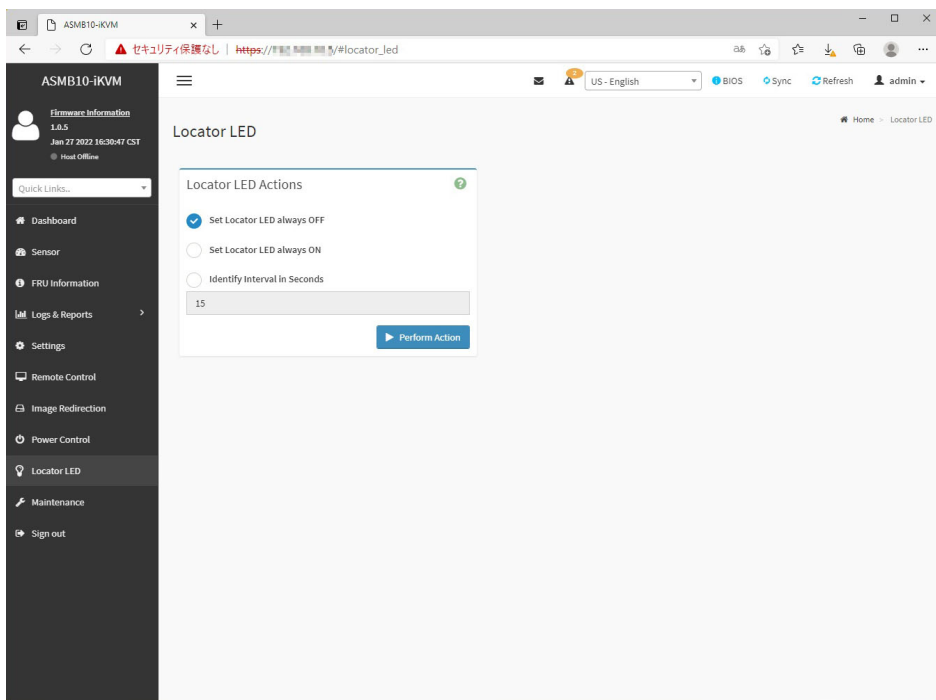 ASMB10-iKVM
セキュリティ保護なし | https:// /#locator_led
ASMB10-iKVM
2
US - English
BIOS
Sync
Refresh
admin
Firmware Information
1.0.5
Jan 27 2022 16:30:47 CST
Host Offline
Home > Locator LED
Locator LED
Quick Links...
Dashboard
Sensor
FRU Information
Logs & Reports
Settings
Remote Control
Image Redirection
Power Control
Locator LED
Maintenance
Sign out
Locator LED Actions
Set Locator LED always OFF
Set Locator LED always ON
Identify Interval in Seconds
15
Perform Action